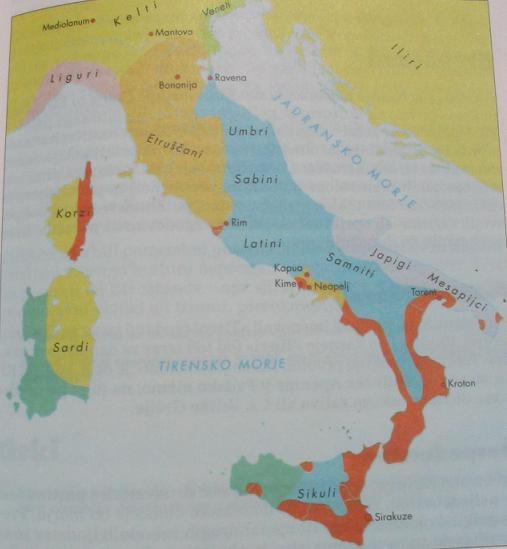 Kelti
Veneti
Mediolanum
Mantova
Iliri
Liguri
Bononija
Ravena
JADRANSKO MORJE
Umbri
Etruščani
Sabini
Korzi
Rim
Latini
Japigi
Samniti
Mesapijci
Kapua
Kime
Neapelj
Tarent
Sardi
TIRENSKO MORJE
Kroton
Sikuli
Sirakuze